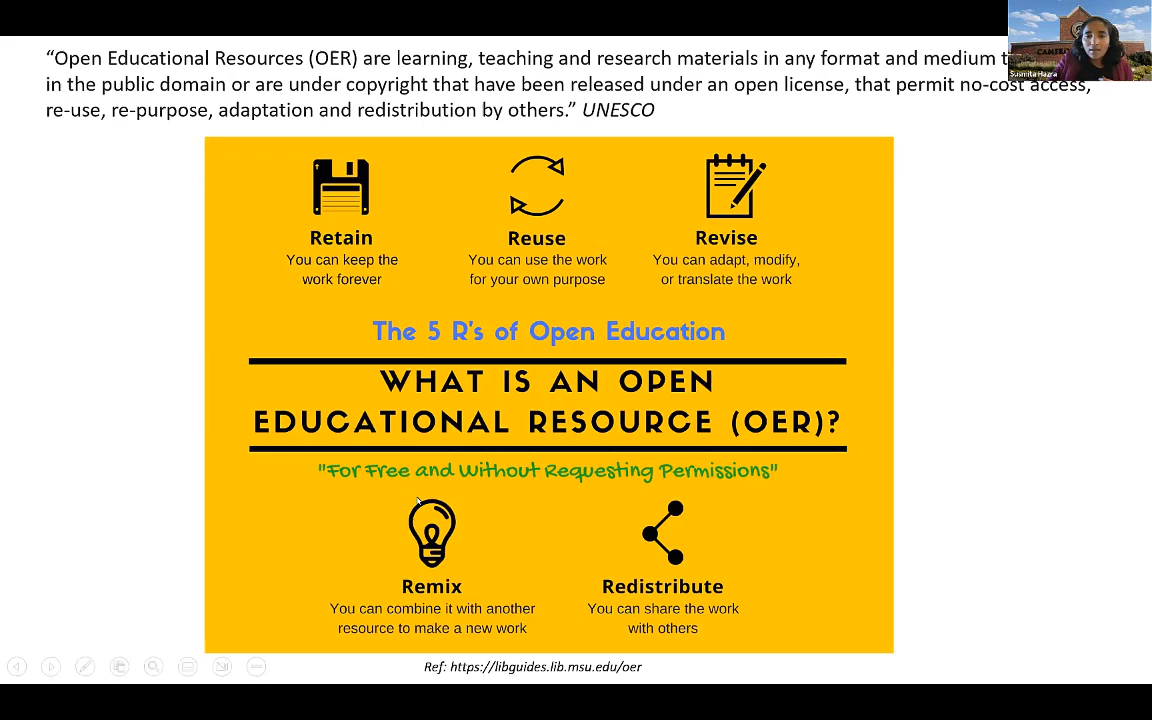 “Open Educational Resources (OER) are learning, teaching and research materials in any format and medium
in the public domain or are under copyright that have been released under an open license, that permit no-cost access,
re-use, re-purpose, adaptation and redistribution by others.” UNESCO
Susmita Hazra
Retain
You can keep the
work forever
Reuse
You can use the work
for your own purpose
Revise
You can adapt, modify,
or translate the work
The 5 R's of Open Education
WHAT IS AN OPEN
EDUCATIONAL RESOURCE (OER)?
"For Free and Without Requesting Permissions"
Remix
You can combine it with another
resource to make a new work
Redistribute
You can share the work
with others
Ref: https://libguides.lib.msu.edu/oer